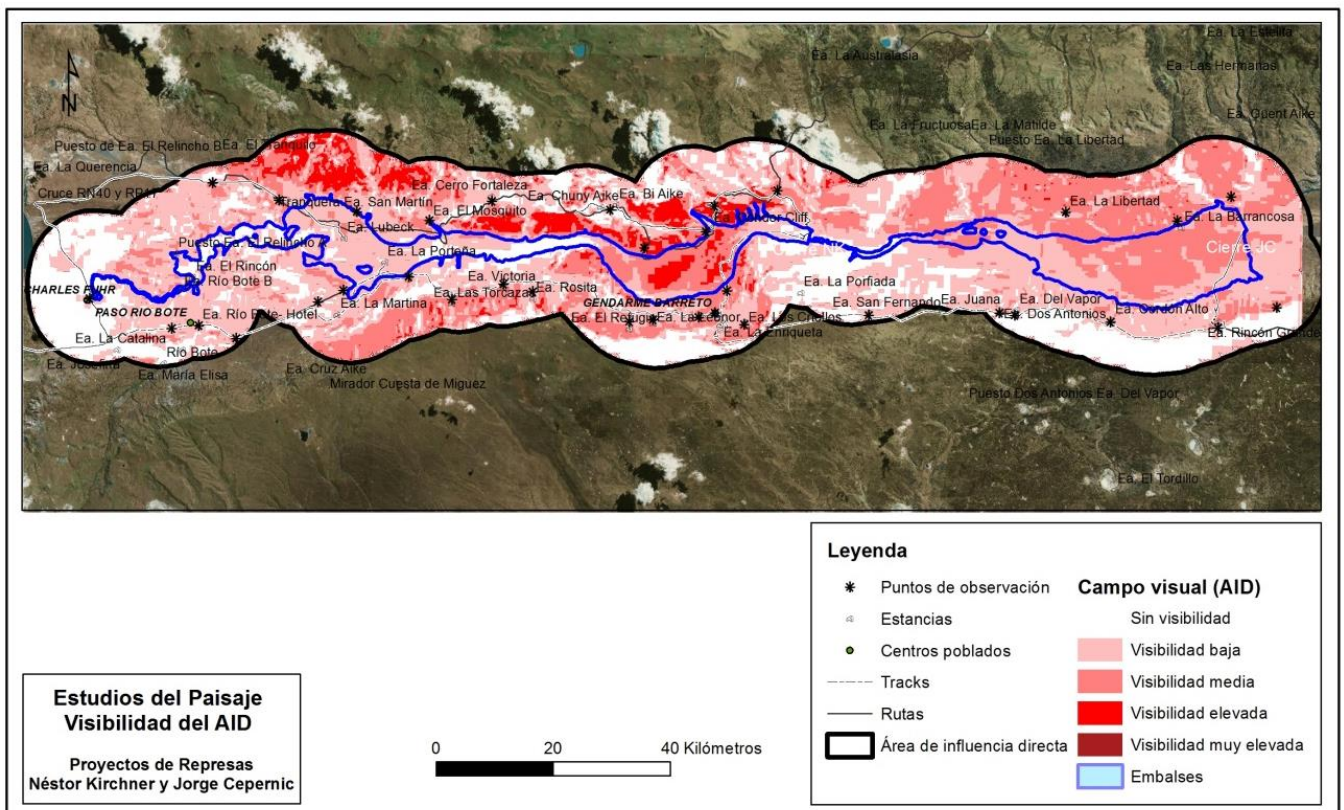 Ea. La Estelita
Ea. La Australasia
Ea. Las Hermanas
N
Ea. Güent Aike
Ea. La Fructuosa
Ea. La Matilde
Puesto de Ea. El Relincho B
Ea. El Tranquilo
Puesto Ea. La Libertad
Ea. La Querencia
Ea. Cerro Fortaleza
Cruce RN40 y RP41
Tranquera Ea. San Martín
Ea. Chuny Aike
Ea. Bi Aike
Ea. La Libertad
Ea. El Mosquito
Ea. La Barrancosa
Ea. Lubeck
Puesto Ea. El Relincho
Cierre JC
Ea. La Porteña
Ea. El Rincón
Río Bote B
Ea. Victoria
Ea. La Porfiada
CHARLES FUHR
Ea. Las Torcazas
Ea. Rosita
Ea. La Martina
GENDARME BARRETO
PASO RIO BOTE
Ea. Río Bote- Hotel
Ea. San Fernando
Ea. Juana
Ea. Del Vapor
Dos Antonios
Ea. El Refugio
Ea. La Leonor
Ea. Los Criollos
Ea. Cordón Alto
Ea. La Enriqueta
Ea. Rincón Grande
Ea. La Catalina
Río Bote
Ea. Josefina
Ea. María Elisa
Ea. Cruz Aike
Mirador Cuesta de Miguez
Puesto Dos Antonios Ea. Del Vapor
Ea. El Tordillo
Leyenda
Puntos de observación
Estancias
Centros poblados
Tracks
Rutas
Área de influencia directa
Campo visual (AID)
Sin visibilidad
Visibilidad baja
Visibilidad media
Visibilidad elevada
Visibilidad muy elevada
Embalses
Estudios del Paisaje
Visibilidad del AID
Proyectos de Represas
Néstor Kirchner y Jorge Cepernic
0 20 40 Kilómetros